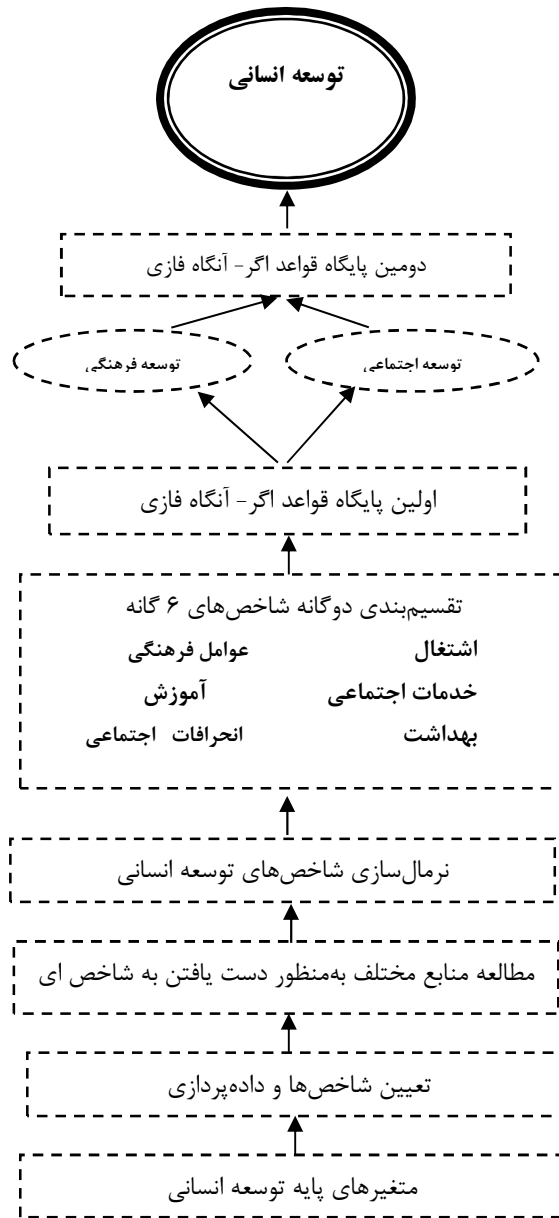 توسعه انسانی
دومین پایگاه قواعد اگر- آنگاه فازی
توسعه اجتماعی
توسعه فرهنگی
اولین پایگاه قواعد اگر- آنگاه فازی
تقسیم‌بندی دوگانه شاخص‌های ۶ گانه
اشتغال عوامل فرهنگی
خدمات اجتماعی آموزش
بهداشت انحرافات اجتماعی
نرمال‌سازی شاخص‌های توسعه انسانی
مطالعه منابع مختلف به‌منظور دست یافتن به شاخص ای
تعیین شاخص‌ها و داده‌پردازی
متغیرهای پایه توسعه انسانی